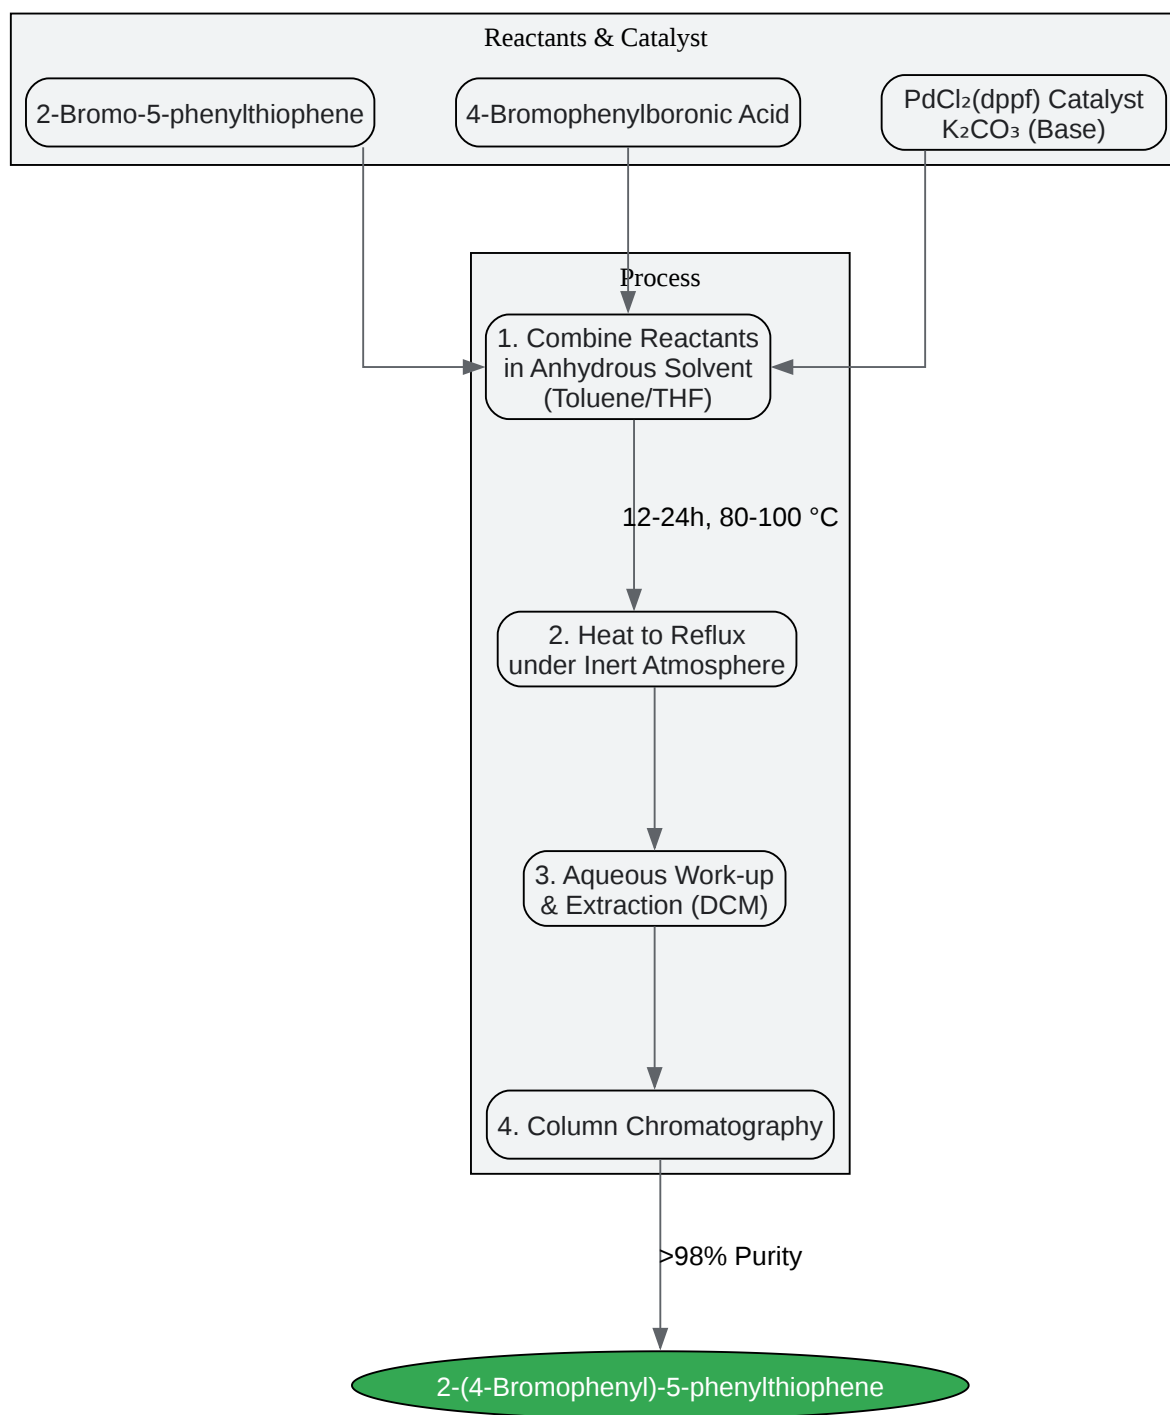 Reactants & Catalyst
2-Bromo-5-phenylthiophene
4-Bromophenylboronic Acid
PdCl₂(dppf) Catalyst
K₂CO₃ (Base)
Process
1. Combine Reactants
in Anhydrous Solvent
(Toluene/THF)
12-24h, 80-100 °C
2. Heat to Reflux
under Inert Atmosphere
3. Aqueous Work-up
& Extraction (DCM)
4. Column Chromatography
>98% Purity
2-(4-Bromophenyl)-5-phenylthiophene